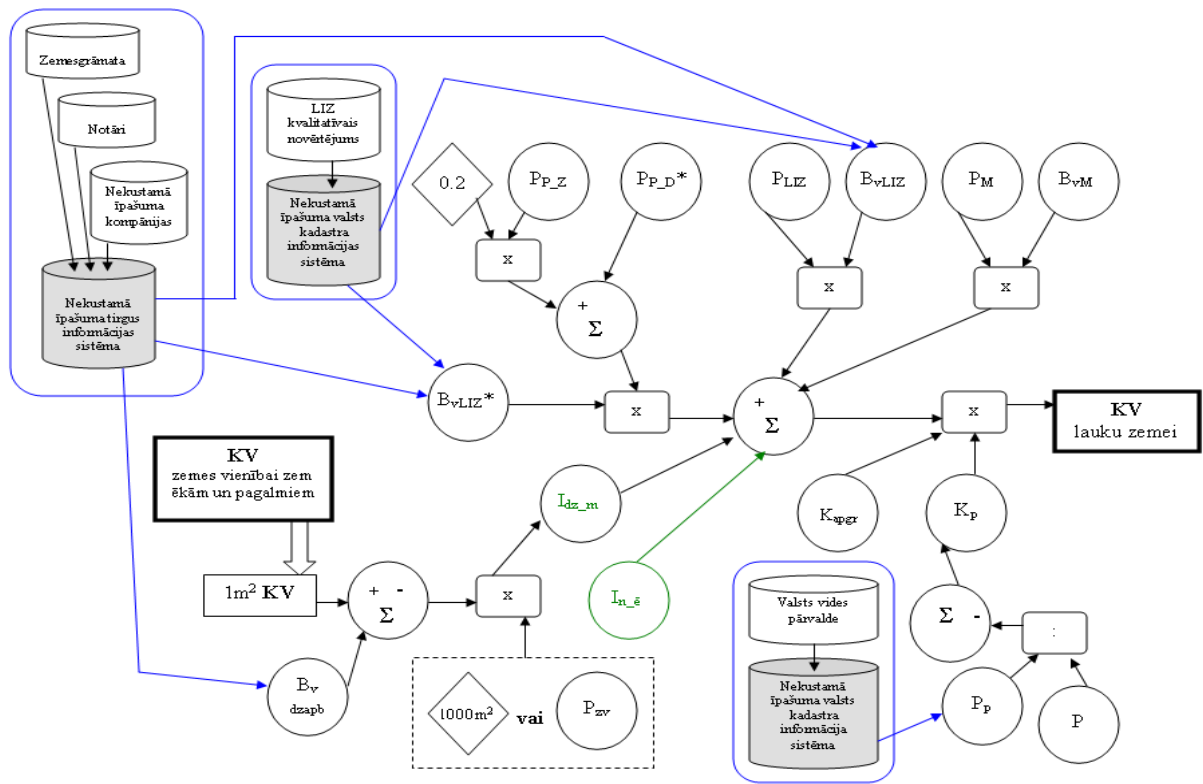 Zemesgrāmata
Notāri
Nekustamā
īpašuma
kompānijas
Nekustamā
īpašuma tirgus
informācijas
sistēma
LIZ
kvalitatīvais
novērtējums
Nekustamā
īpašuma valsts
kadastra
informācijas
sistēma
0.2
PP_Z
PP_D*
PLIZ
BvLIZ
PM
BvM
x
x
x
+
Σ
BvLIZ*
x
+
Σ
x
KV
lauku zemei
KV
zemes vienībai zem
ēkām un pagalmiem
Idz_m
Kapgr
Kp
1m² KV
+ -
Σ
x
In_ē
Valsts vides
pārvalde
Σ -
:
Bv
dzapb
1000m²
vai
Pzv
Nekustamā
īpašuma valsts
kadastra
informācija
sistēma
Pp
P